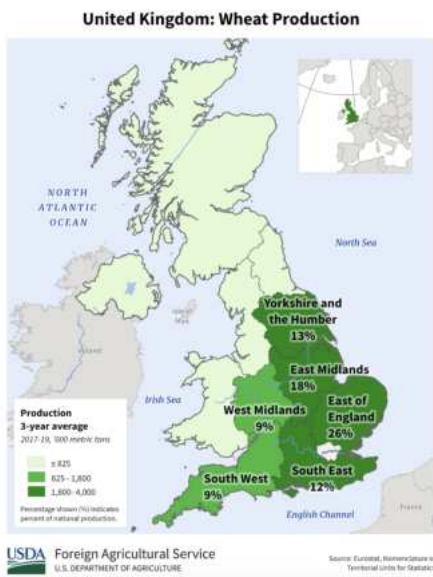 United Kingdom: Wheat Production
NORTH
ATLANTIC
OCEAN
North Sea
Yorkshire and
the Humber
13%
East Midlands
18%
Ireland
Irish Sea
West Midlands
9%
East of
England
26%
South West
9%
South East
12%
English Channel
France
Production
3-year average
2017-19, '000 metric tons
≤ 825
825 - 1,800
1,800- 4,000
Percentage shown (%) indicates
percent of national production.
USDA
Foreign Agricultural Service
U.S. DEPARTMENT OF AGRICULTURE
Source: Eurostat, Nomenclature o
Territorial Units for Statistic